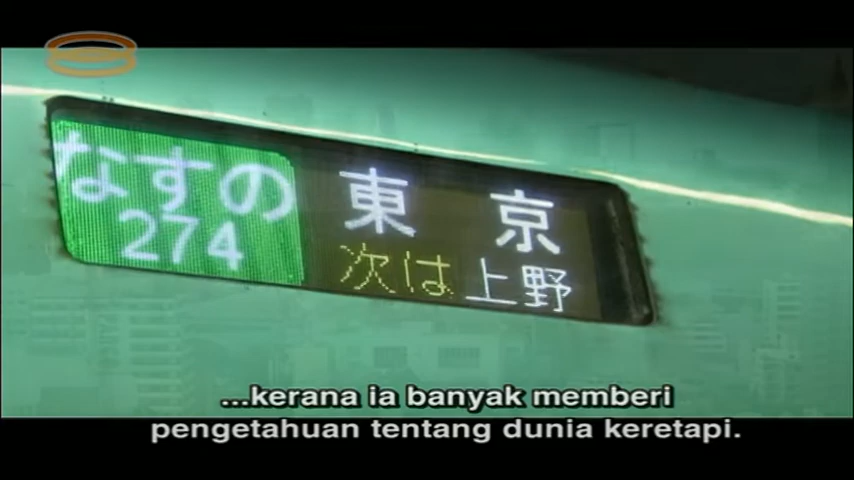 なすの
274
東京
次は上野
...kerana ia banyak memberi
pengetahuan tentang dunia keretapi.